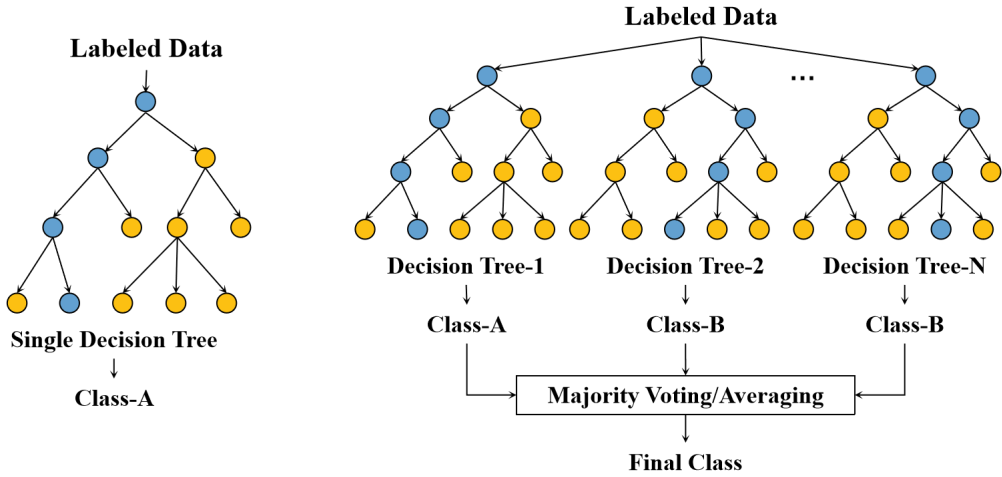 Labeled Data
Single Decision Tree
Class-A
Labeled Data
...
Decision Tree-1
Decision Tree-2
Decision Tree-N
Class-A
Class-B
Class-B
Majority Voting/Averaging
Final Class